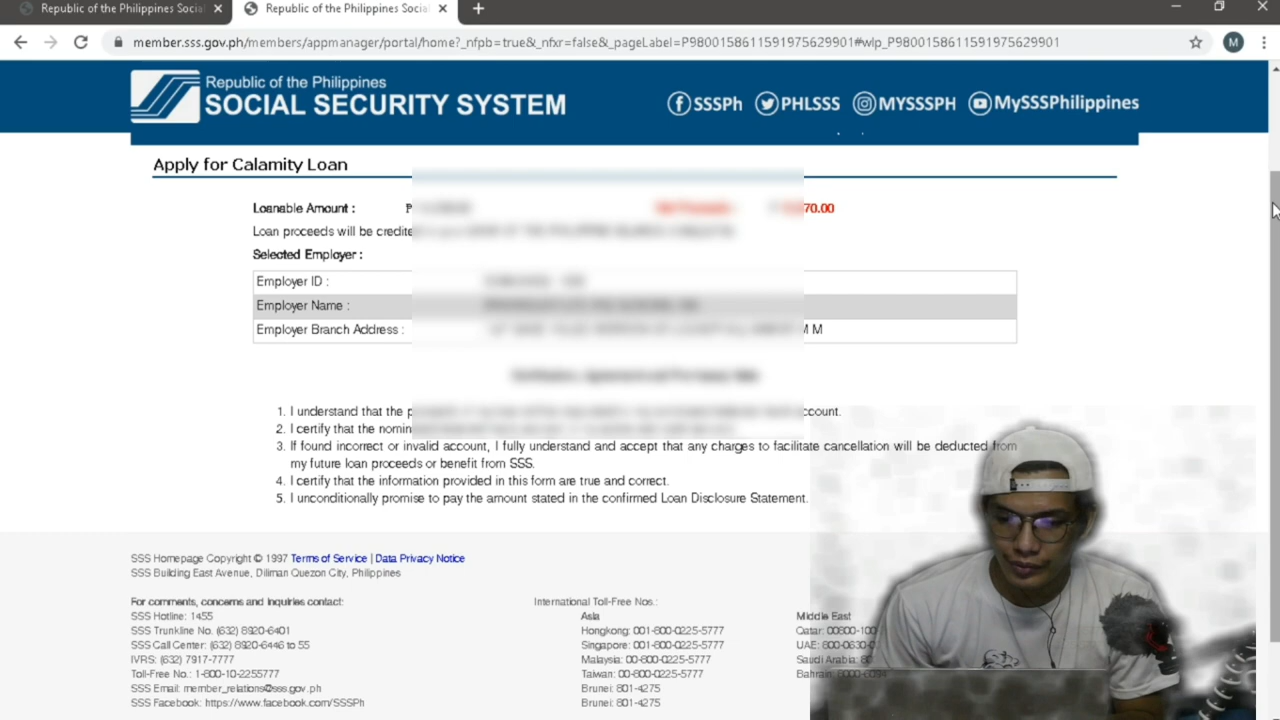 Republic of the Philippines Social
Republic of the Philippines Social
member.sss.gov.ph/members/appmanager/portal/home?_nfpb=true&_nfxr=false&_pageLabel=P9800158611591975629901#wlp_P9800158611591975629901
M
Republic of the Philippines
SOCIAL SECURITY SYSTEM
SSSPh PHLSSS MYSSSPH MySSSPhilippines
Apply for Calamity Loan
Loanable Amount : ₱ 70.00
Loan proceeds will be credite
Selected Employer :
Employer ID :
Employer Name :
Employer Branch Address : M M
1. I understand that the p ccount.
2. I certify that the nomin
3. If found incorrect or invalid account, I fully understand and accept that any charges to facilitate cancellation will be deducted from
my future loan proceeds or benefit from SSS.
4. I certify that the information provided in this form are true and correct.
5. I unconditionally promise to pay the amount stated in the confirmed Loan Disclosure Statement.
SSS Homepage Copyright © 1997 Terms of Service | Data Privacy Notice
SSS Building East Avenue, Diliman Quezon City, Philippines
For comments, concerns and inquiries contact:
SSS Hotline: 1455
SSS Trunkline No. (632) 8920-6401
SSS Call Center: (632) 8920-6446 to 55
IVRS: (632) 7917-7777
Toll-Free No.: 1-800-10-2255777
SSS Email: member_relations@sss.gov.ph
SSS Facebook: https://www.facebook.com/SSSPh
International Toll-Free Nos.:
Asia
Hongkong: 001-800-0225-5777
Singapore: 001-800-0225-5777
Malaysia: 00-800-0225-5777
Taiwan: 00-800-0225-5777
Brunei: 801-4275
Brunei: 801-4275
Middle East
Qatar: 00800-100
UAE: 800-0630-0
Saudi Arabia: 80
Bahrain: